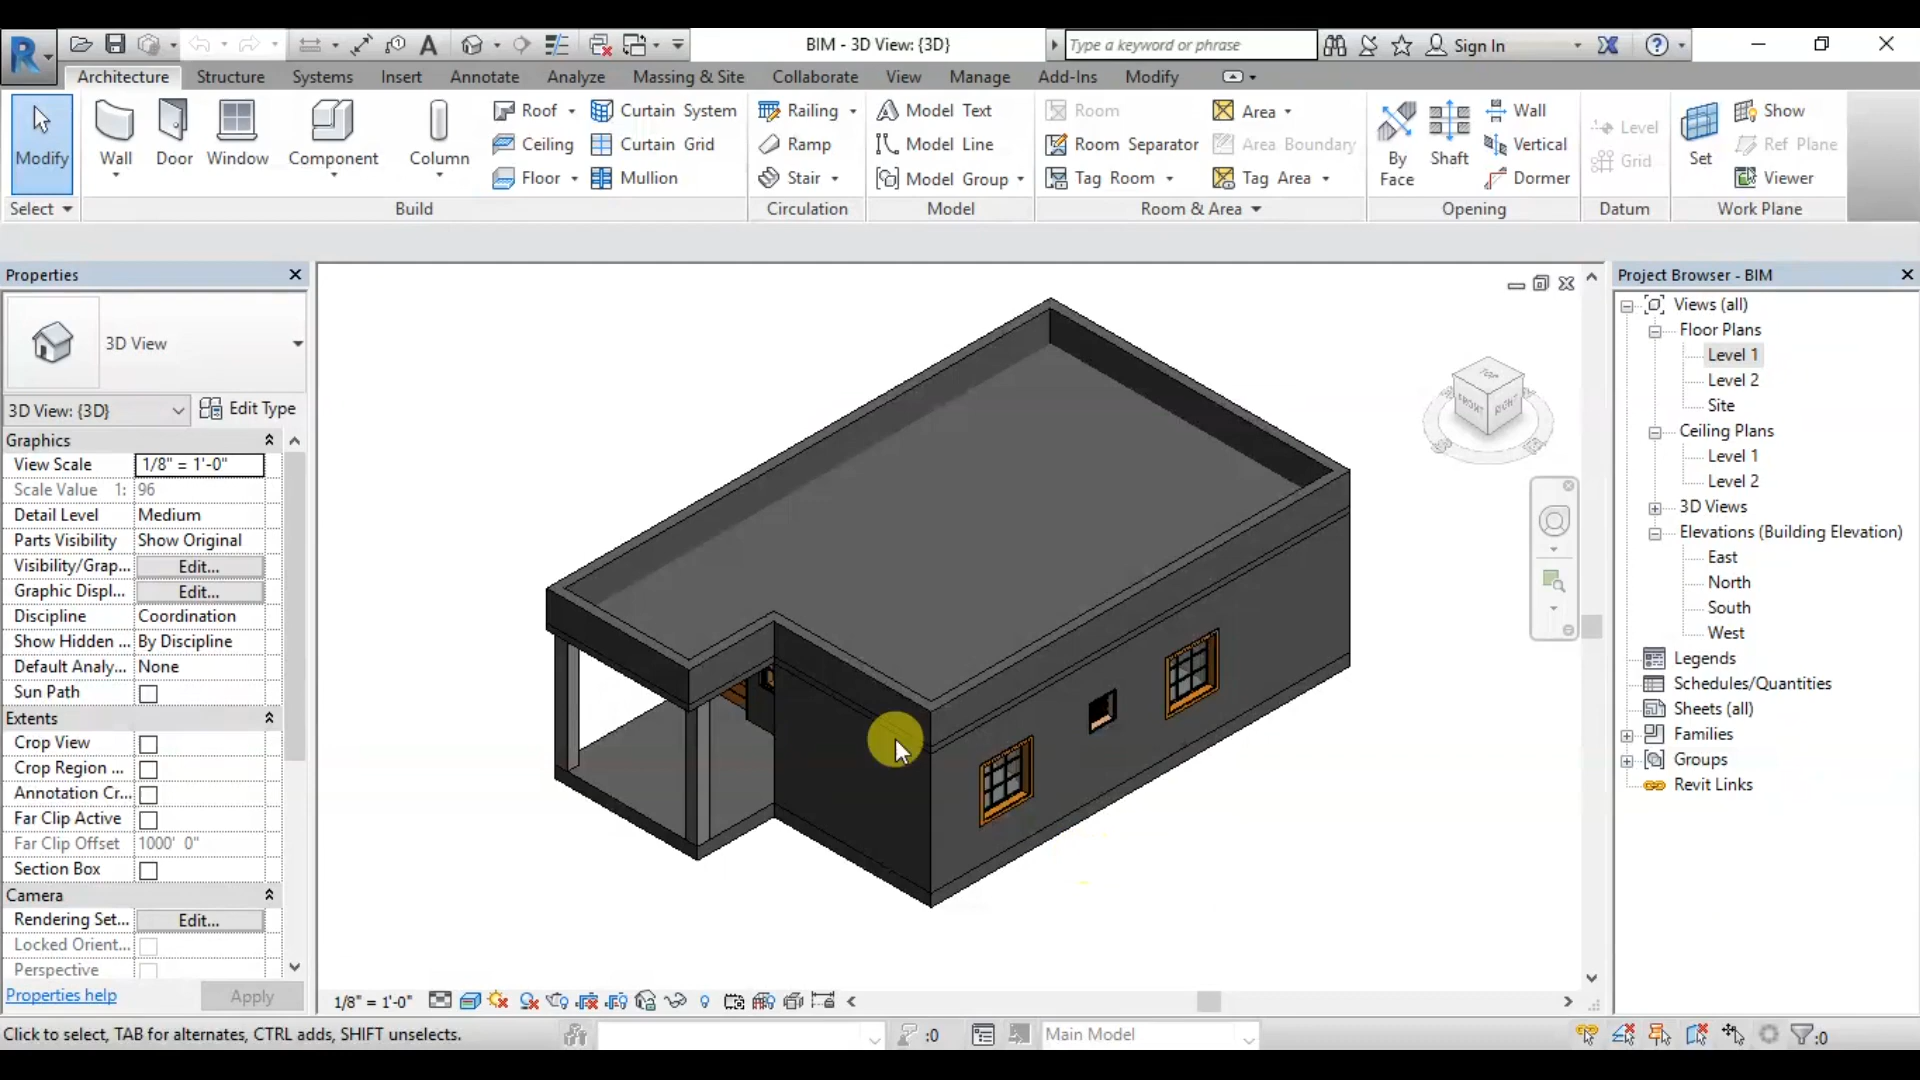 BIM - 3D View: {3D}
Type a keyword or phrase
Sign In
Architecture Structure Systems Insert Annotate Analyze Massing & Site Collaborate View Manage Add-Ins Modify
Modify
Select
Wall Door Window Component Column
Roof Curtain System
Ceiling Curtain Grid
Floor Mullion
Build
Railing
Ramp
Stair
Circulation
Model Text
Model Line
Model Group
Model
Room Area
Room Separator Area Boundary
Tag Room Tag Area
Room & Area
By Face Shaft
Wall
Vertical
Dormer
Opening
Level
Grid
Datum
Set
Show
Ref Plane
Viewer
Work Plane
Properties
3D View
3D View: {3D} Edit Type
Graphics
View Scale 1/8" = 1'-0"
Scale Value 1: 96
Detail Level Medium
Parts Visibility Show Original
Visibility/Grap... Edit...
Graphic Displ... Edit...
Discipline Coordination
Show Hidden ... By Discipline
Default Analy... None
Sun Path
Extents
Crop View
Crop Region ...
Annotation Cr...
Far Clip Active
Far Clip Offset 1000' 0"
Section Box
Camera
Rendering Set... Edit...
Locked Orient...
Perspective
Properties help Apply
TOP
FRONT RIGHT
1/8" = 1'-0"
Project Browser - BIM
Views (all)
Floor Plans
Level 1
Level 2
Site
Ceiling Plans
Level 1
Level 2
3D Views
Elevations (Building Elevation)
East
North
South
West
Legends
Schedules/Quantities
Sheets (all)
Families
Groups
Revit Links
Click to select, TAB for alternates, CTRL adds, SHIFT unselects.
:0
Main Model
:0